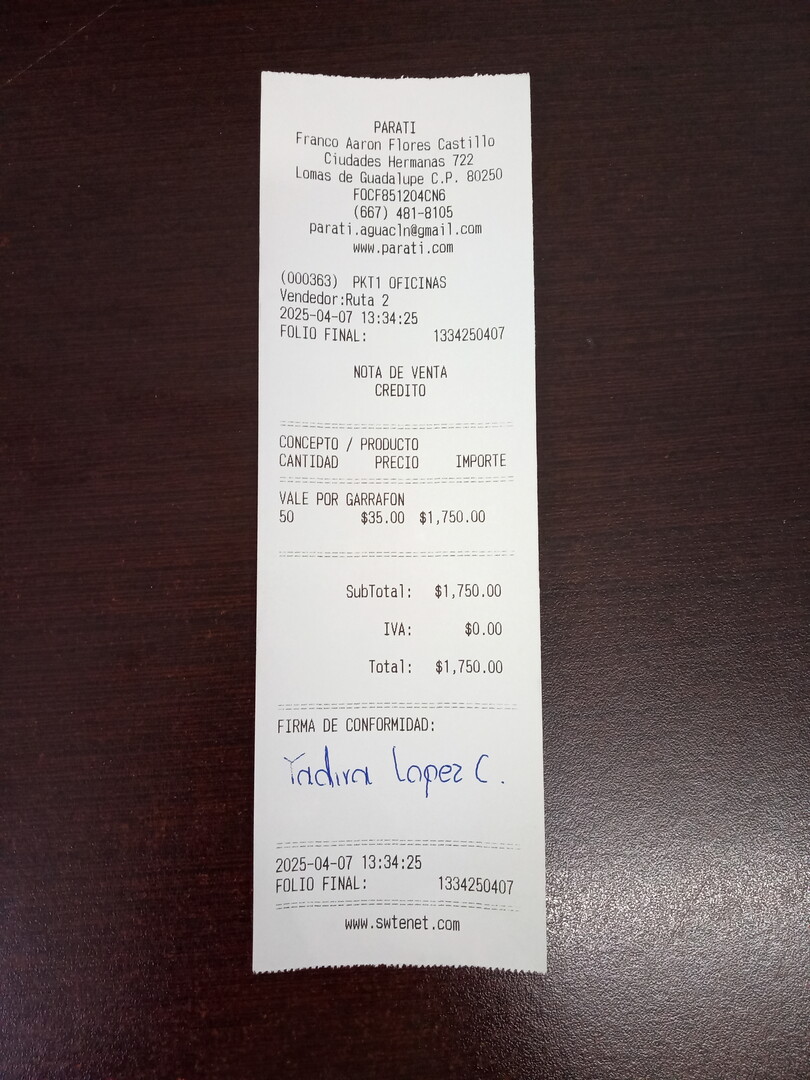 PARATI
Franco Aaron Flores Castillo
Ciudades Hermanas 722
Lomas de Guadalupe C.P. 80250
FOCF851204CN6
(667) 481-8105
parati.aguacln@gmail.com
www.parati.com
(000363) PKT1 OFICINAS
Vendedor:Ruta 2
2025-04-07 13:34:25
FOLIO FINAL: 1334250407
NOTA DE VENTA
CREDITO
CONCEPTO / PRODUCTO
CANTIDAD PRECIO IMPORTE
VALE POR GARRAFON
50 $35.00 $1,750.00
SubTotal: $1,750.00
IVA: $0.00
Total: $1,750.00
FIRMA DE CONFORMIDAD:
Yadira Lopez C.
2025-04-07 13:34:25
FOLIO FINAL: 1334250407
www.swtenet.com